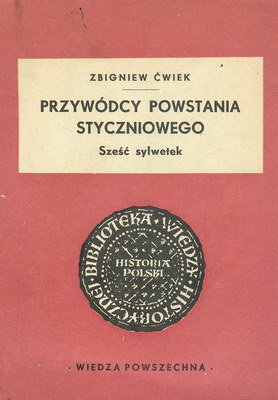 ZBIGNIEW ĆWIEK
PRZYWÓDCY POWSTANIA
STYCZNIOWEGO
Sześć sylwetek
BIBLIOTEKA · WIEDZY · HISTORYCZNEJ ·
HISTORIA
POLSKI
· WIEDZA POWSZECHNA ·